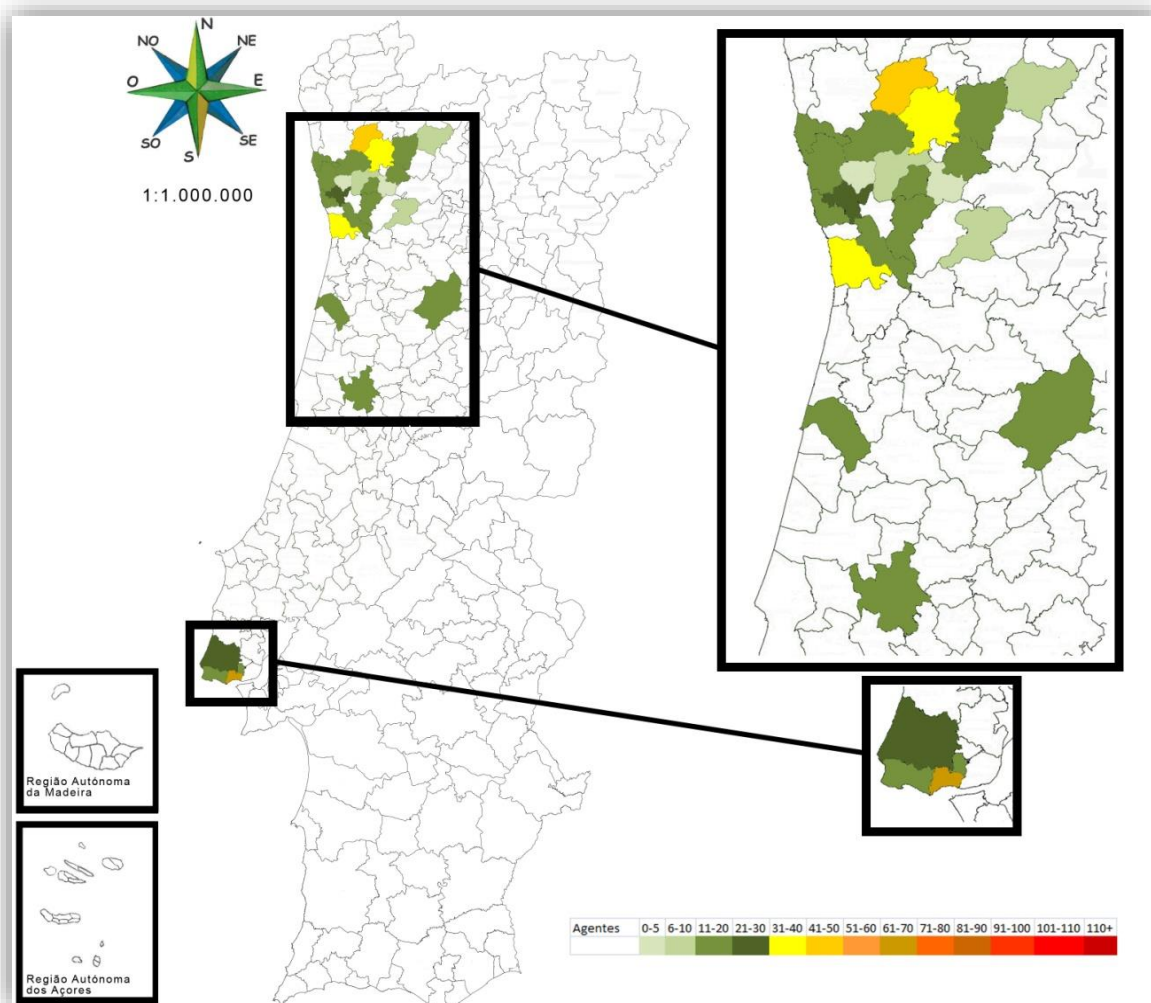 N
NO
NE
O
E
SO
SE
S
1:1.000.000
Região Autónoma
da Madeira
Região Autónoma
dos Açores
Agentes 0-5 6-10 11-20 21-30 31-40 41-50 51-60 61-70 71-80 81-90 91-100 101-110 110+